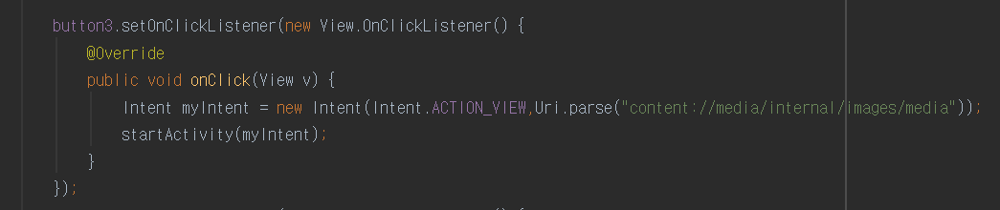 button3.setOnClickListener(new View.OnClickListener() {
@Override
public void onClick(View v) {
Intent myIntent = new Intent(Intent.ACTION_VIEW,Uri.parse("content://media/internal/images/media"));
startActivity(myIntent);
}
});